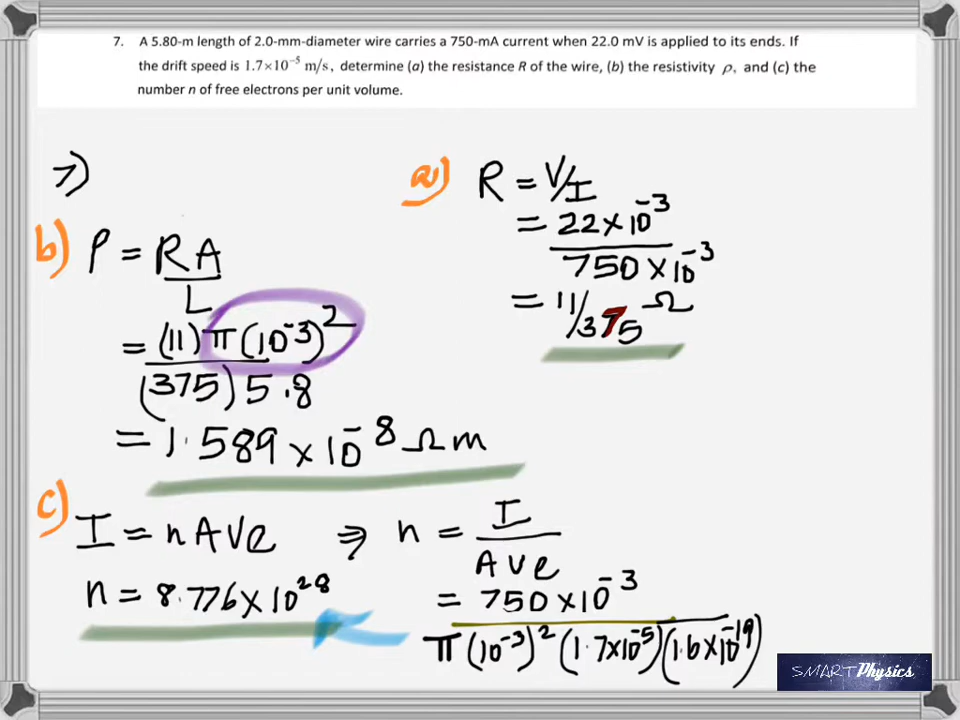 7. A 5.80-m length of 2.0-mm-diameter wire carries a 750-mA current when 22.0 mV is applied to its ends. If
the drift speed is 1.7×10⁻⁵ m/s, determine (a) the resistance R of the wire, (b) the resistivity ρ, and (c) the
number n of free electrons per unit volume.
7)
a) R = V/I
= 22×10⁻³
750×10⁻³
= 11/375 Ω
b) ρ = RA
L
= (11) π (10⁻³)²
(375) 5.8
= 1.589 × 10⁻⁸ Ω m
c) I = nAve ⇒ n = I
Ave
= 750×10⁻³
π (10⁻³)² (1.7×10⁻⁵)(1.6×10⁻¹⁹)
n = 8.776×10²⁸
SMART Physics